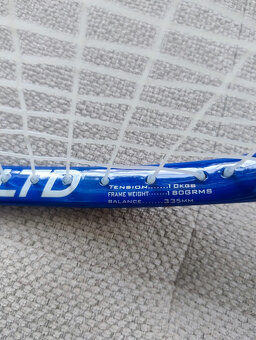 LTD
TENSION.......10KGS
FRAME WEIGHT.....180GRMS
BALANCE......335MM